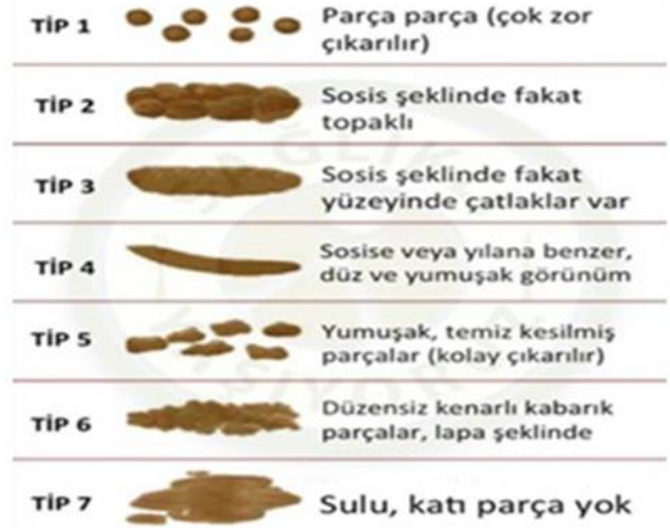 TİP 1
Parça parça (çok zor
çıkarılır)
TİP 2
Sosis şeklinde fakat
topaklı
TİP 3
Sosis şeklinde fakat
yüzeyinde çatlaklar var
TİP 4
Sosise veya yılana benzer,
düz ve yumuşak görünüm
TİP 5
Yumuşak, temiz kesilmiş
parçalar (kolay çıkarılır)
TİP 6
Düzensiz kenarlı kabarık
parçalar, lapa şeklinde
TİP 7
Sulu, katı parça yok